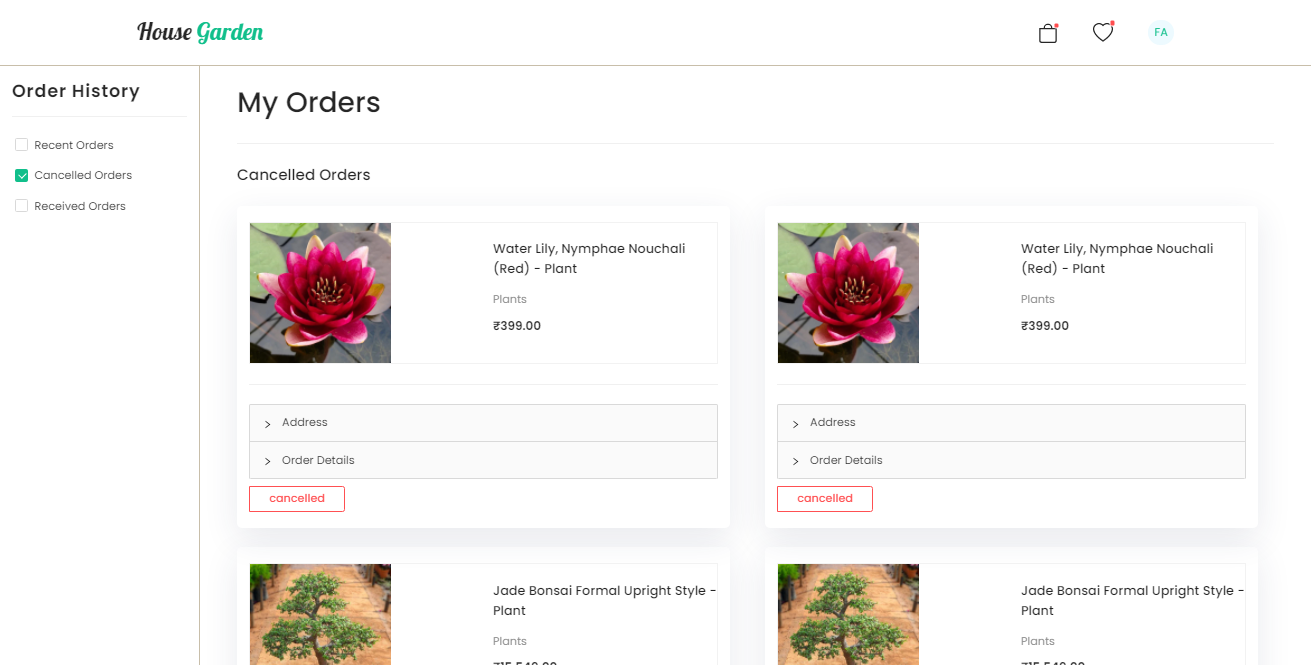 House Garden
FA
Order History
Recent Orders
Cancelled Orders
Received Orders
My Orders
Cancelled Orders
Water Lily, Nymphae Nouchali
(Red) - Plant
Plants
₹399.00
Address
Order Details
cancelled
Water Lily, Nymphae Nouchali
(Red) - Plant
Plants
₹399.00
Address
Order Details
cancelled
Jade Bonsai Formal Upright Style -
Plant
Plants
Jade Bonsai Formal Upright Style -
Plant
Plants